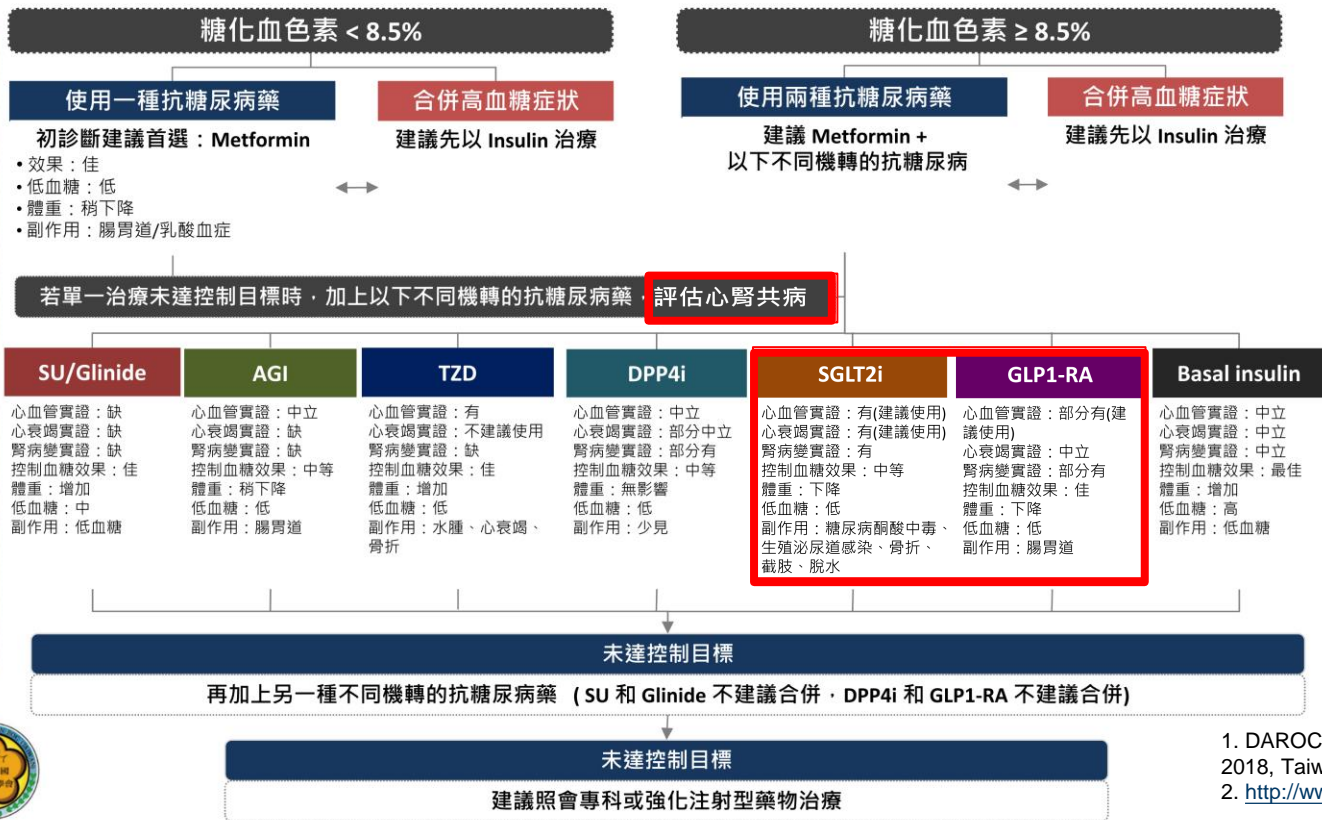 糖化血色素 < 8.5%
使用一種抗糖尿病藥
初診斷建議首選：Metformin
• 效果：佳
• 低血糖：低
• 體重：稍下降
• 副作用：腸胃道/乳酸血症
合併高血糖症狀
建議先以 Insulin 治療
糖化血色素 ≥ 8.5%
使用兩種抗糖尿病藥
建議 Metformin +
以下不同機轉的抗糖尿病
合併高血糖症狀
建議先以 Insulin 治療
若單一治療未達控制目標時，加上以下不同機轉的抗糖尿病藥，評估心腎共病
SU/Glinide
心血管實證：缺
心衰竭實證：缺
腎病變實證：缺
控制血糖效果：佳
體重：增加
低血糖：中
副作用：低血糖
AGI
心血管實證：中立
心衰竭實證：缺
腎病變實證：缺
控制血糖效果：中等
體重：稍下降
低血糖：低
副作用：腸胃道
TZD
心血管實證：有
心衰竭實證：不建議使用
控制血糖效果：佳
體重：增加
低血糖：低
副作用：水腫、心衰竭、
骨折
DPP4i
心血管實證：中立
心衰竭實證：部分中立
腎病變實證：部分有
控制血糖效果：中等
體重：無影響
低血糖：低
副作用：少見
SGLT2i
心血管實證：有(建議使用)
心衰竭實證：有(建議使用)
腎病變實證：有
控制血糖效果：中等
體重：下降
低血糖：低
副作用：糖尿病酮酸中毒、
生殖泌尿道感染、骨折、
截肢、脫水
GLP1-RA
心血管實證：部分有(建
議使用)
心衰竭實證：中立
腎病變實證：部分有
控制血糖效果：佳
體重：下降
低血糖：低
副作用：腸胃道
Basal insulin
心血管實證：中立
心衰竭實證：中立
腎病變實證：中立
控制血糖效果：最佳
體重：增加
低血糖：高
副作用：低血糖
未達控制目標
再加上另一種不同機轉的抗糖尿病藥 ( SU 和 Glinide 不建議合併，DPP4i 和 GLP1-RA 不建議合併)
未達控制目標
建議照會專科或強化注射型藥物治療
1. DAROC
2018, Taiw
2. http://ww